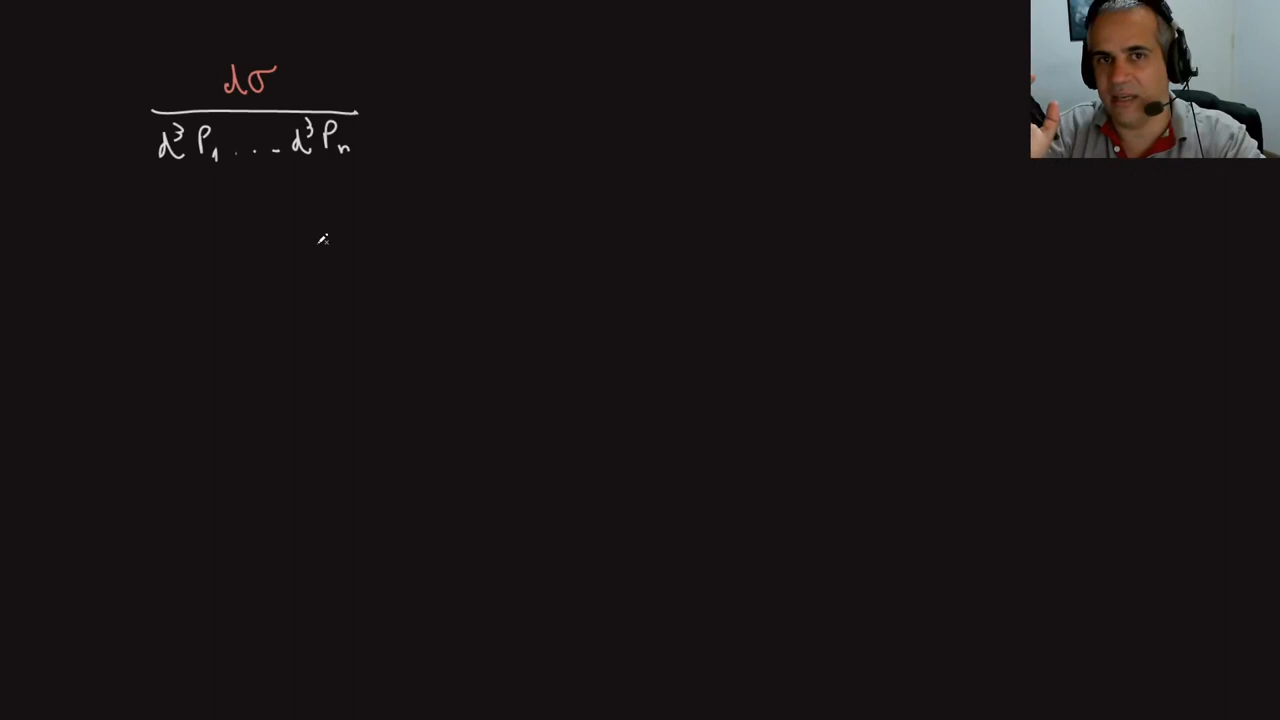 dσ
d³P₁ . . . d³Pₙ